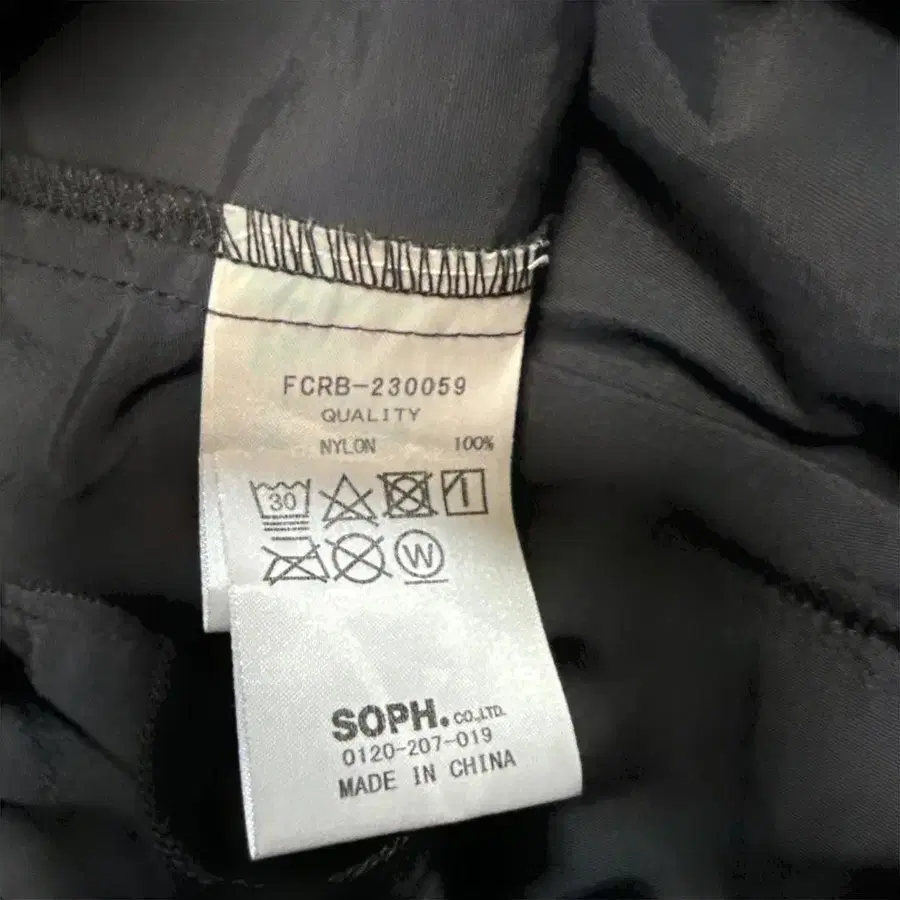 FCRB-230059
QUALITY
NYLON 100%
30
W
SOPH. CO.,LTD.
0120-207-019
MADE IN CHINA